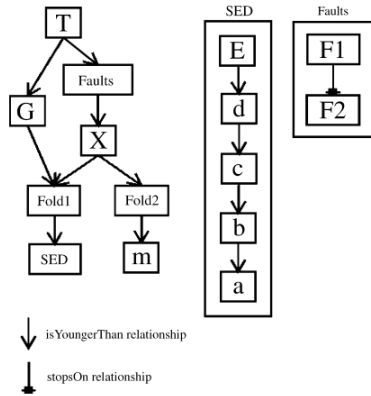 SED
Faults
T
E
F1
Faults
d
F2
G
X
c
Fold1
Fold2
b
SED
m
a
isYoungerThan relationship
stopsOn relationship